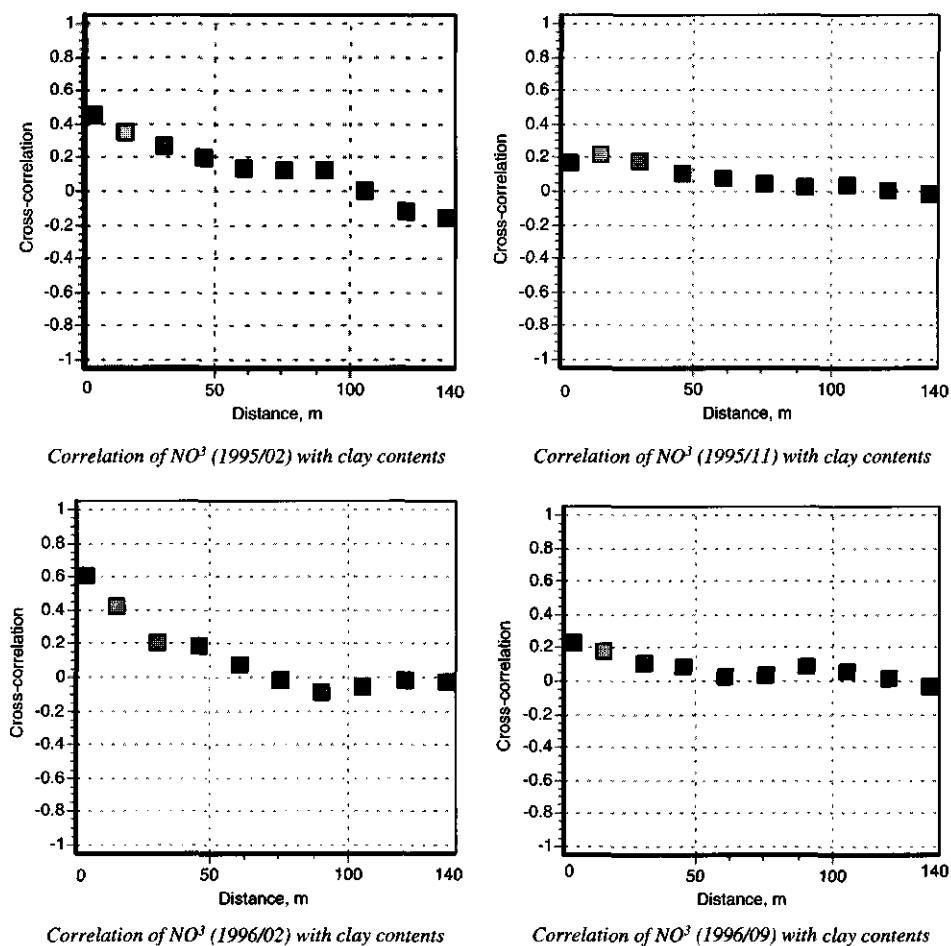 1
0.8
0.6
0.4
0.2
0
-0.2
-0.4
-0.6
-0.8
-1
Cross-correlation
0 50 100 140
Distance, m
Correlation of NO³ (1995/02) with clay contents
1
0.8
0.6
0.4
0.2
0
-0.2
-0.4
-0.6
-0.8
-1
Cross-correlation
0 50 100 140
Distance, m
Correlation of NO³ (1995/11) with clay contents
1
0.8
0.6
0.4
0.2
0
-0.2
-0.4
-0.6
-0.8
-1
Cross-correlation
0 50 100 140
Distance, m
Correlation of NO³ (1996/02) with clay contents
1
0.8
0.6
0.4
0.2
0
-0.2
-0.4
-0.6
-0.8
-1
Cross-correlation
0 50 100 140
Distance, m
Correlation of NO³ (1996/09) with clay contents